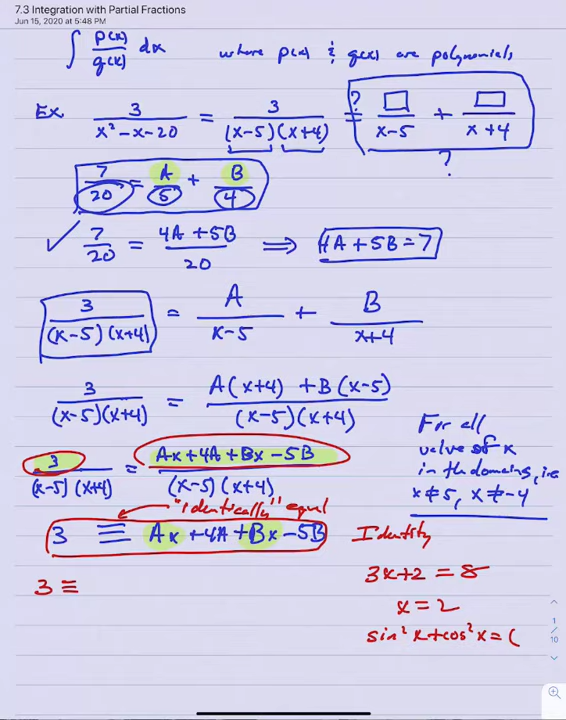 7.3 Integration with Partial Fractions
Jun 15, 2020 at 5:48 PM
∫ p(x)/q(x) dx where p(x) & q(x) are polynomials
Ex 3/(x² - x - 20) = 3/((x-5)(x+4)) =? □/(x-5) + □/(x+4)
?
7/20 = A/5 + B/4
✓ 7/20 = (4A + 5B)/20 ⟹ 4A + 5B = 7
3/((x-5)(x+4)) = A/(x-5) + B/(x+4)
3/((x-5)(x+4)) = (A(x+4) + B(x-5))/((x-5)(x+4))
For all
value of x
in the domains, i.e
x ≠ 5, x ≠ -4
3/((x-5)(x+4)) = (Ax + 4A + Bx - 5B)/((x-5)(x+4))
"identically" equal
3 ≡ Ax + 4A + Bx - 5B
Identity
3x + 2 = 8
x = 2
sin²x + cos²x = (
3 ≡
1
/
10